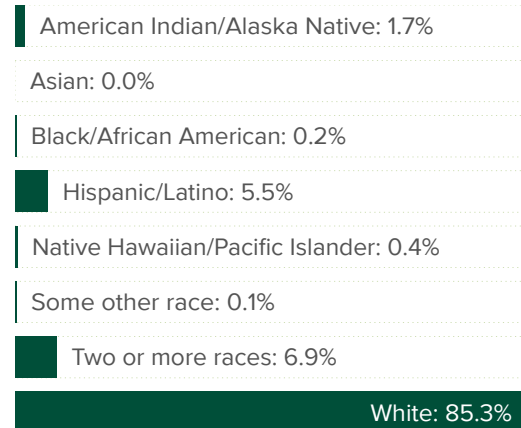 American Indian/Alaska Native: 1.7%
Asian: 0.0%
Black/African American: 0.2%
Hispanic/Latino: 5.5%
Native Hawaiian/Pacific Islander: 0.4%
Some other race: 0.1%
Two or more races: 6.9%
White: 85.3%